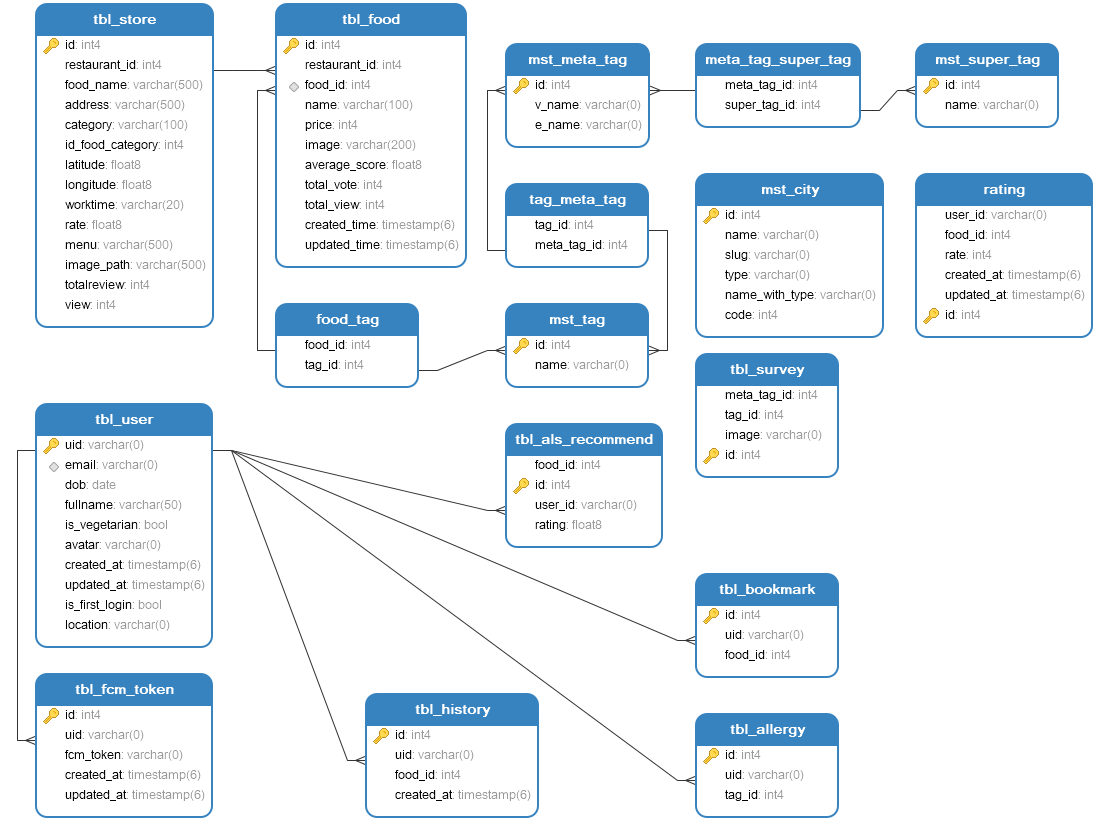 tbl_store
id: int4
restaurant_id: int4
food_name: varchar(500)
address: varchar(500)
category: varchar(100)
id_food_category: int4
latitude: float8
longitude: float8
worktime: varchar(20)
rate: float8
menu: varchar(500)
image_path: varchar(500)
totalreview: int4
view: int4
tbl_food
id: int4
restaurant_id: int4
food_id: int4
name: varchar(100)
price: int4
image: varchar(200)
average_score: float8
total_vote: int4
total_view: int4
created_time: timestamp(6)
updated_time: timestamp(6)
mst_meta_tag
id: int4
v_name: varchar(0)
e_name: varchar(0)
meta_tag_super_tag
meta_tag_id: int4
super_tag_id: int4
mst_super_tag
id: int4
name: varchar(0)
tag_meta_tag
tag_id: int4
meta_tag_id: int4
mst_city
id: int4
name: varchar(0)
slug: varchar(0)
type: varchar(0)
name_with_type: varchar(0)
code: int4
rating
user_id: varchar(0)
food_id: int4
rate: int4
created_at: timestamp(6)
updated_at: timestamp(6)
id: int4
food_tag
food_id: int4
tag_id: int4
mst_tag
id: int4
name: varchar(0)
tbl_survey
meta_tag_id: int4
tag_id: int4
image: varchar(0)
id: int4
tbl_user
uid: varchar(0)
email: varchar(0)
dob: date
fullname: varchar(50)
is_vegetarian: bool
avatar: varchar(0)
created_at: timestamp(6)
updated_at: timestamp(6)
is_first_login: bool
location: varchar(0)
tbl_als_recommend
food_id: int4
id: int4
user_id: varchar(0)
rating: float8
tbl_bookmark
id: int4
uid: varchar(0)
food_id: int4
tbl_fcm_token
id: int4
uid: varchar(0)
fcm_token: varchar(0)
created_at: timestamp(6)
updated_at: timestamp(6)
tbl_history
id: int4
uid: varchar(0)
food_id: int4
created_at: timestamp(6)
tbl_allergy
id: int4
uid: varchar(0)
tag_id: int4